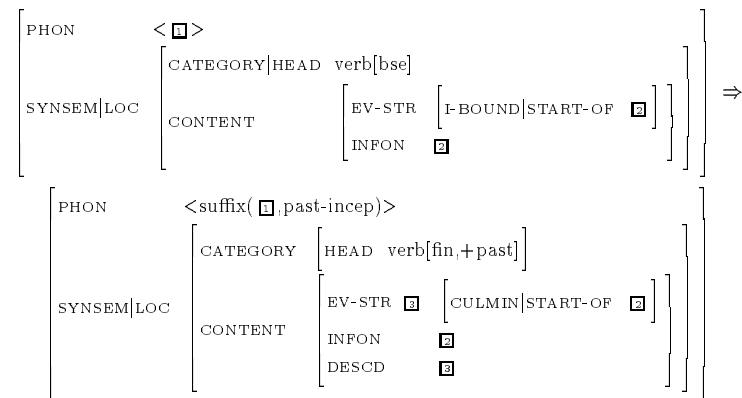 PHON < 1 >
CATEGORY|HEAD verb[bse]
SYNSEM|LOC
CONTENT
EV-STR [I-BOUND|START-OF 2]
INFON 2
⇒
PHON <suffix( 1 ,past-incep)>
CATEGORY [HEAD verb[fin,+past]]
SYNSEM|LOC
CONTENT
EV-STR 3 [CULMIN|START-OF 2]
INFON 2
DESCD 3